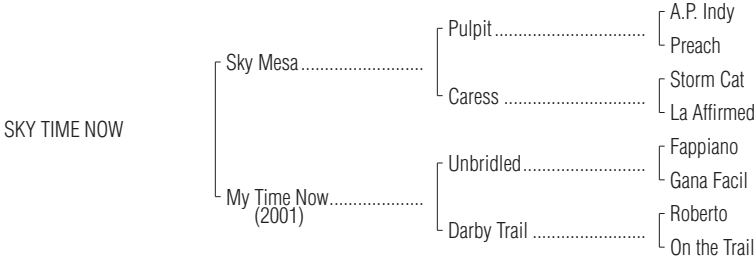 A.P. Indy
Pulpit..............................
Preach
Sky Mesa........................
Storm Cat
Caress ............................
La Affirmed
SKY TIME NOW
Fappiano
Unbridled........................
Gana Facil
My Time Now..................
(2001)
Roberto
Darby Trail ......................
On the Trail